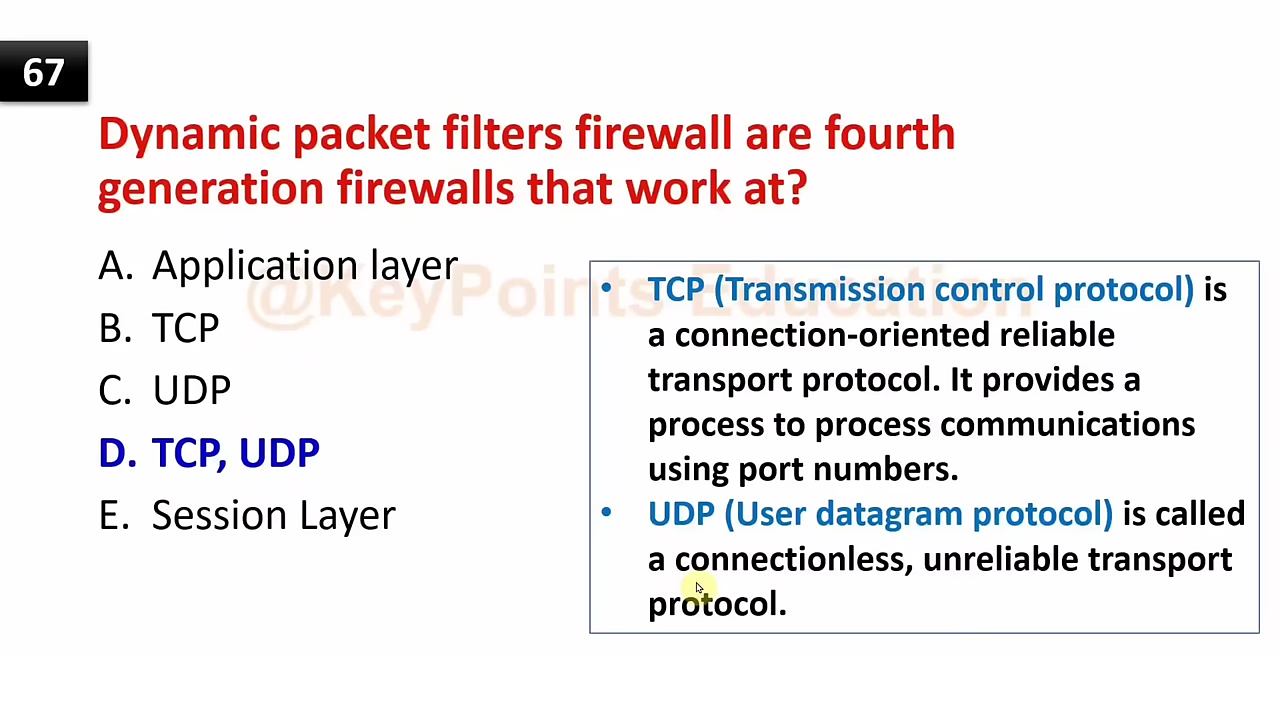 67
Dynamic packet filters firewall are fourth
generation firewalls that work at?
A. Application layer
B. TCP
C. UDP
D. TCP, UDP
E. Session Layer
@KeyPoints Education
• TCP (Transmission control protocol) is
a connection-oriented reliable
transport protocol. It provides a
process to process communications
using port numbers.
• UDP (User datagram protocol) is called
a connectionless, unreliable transport
protocol.